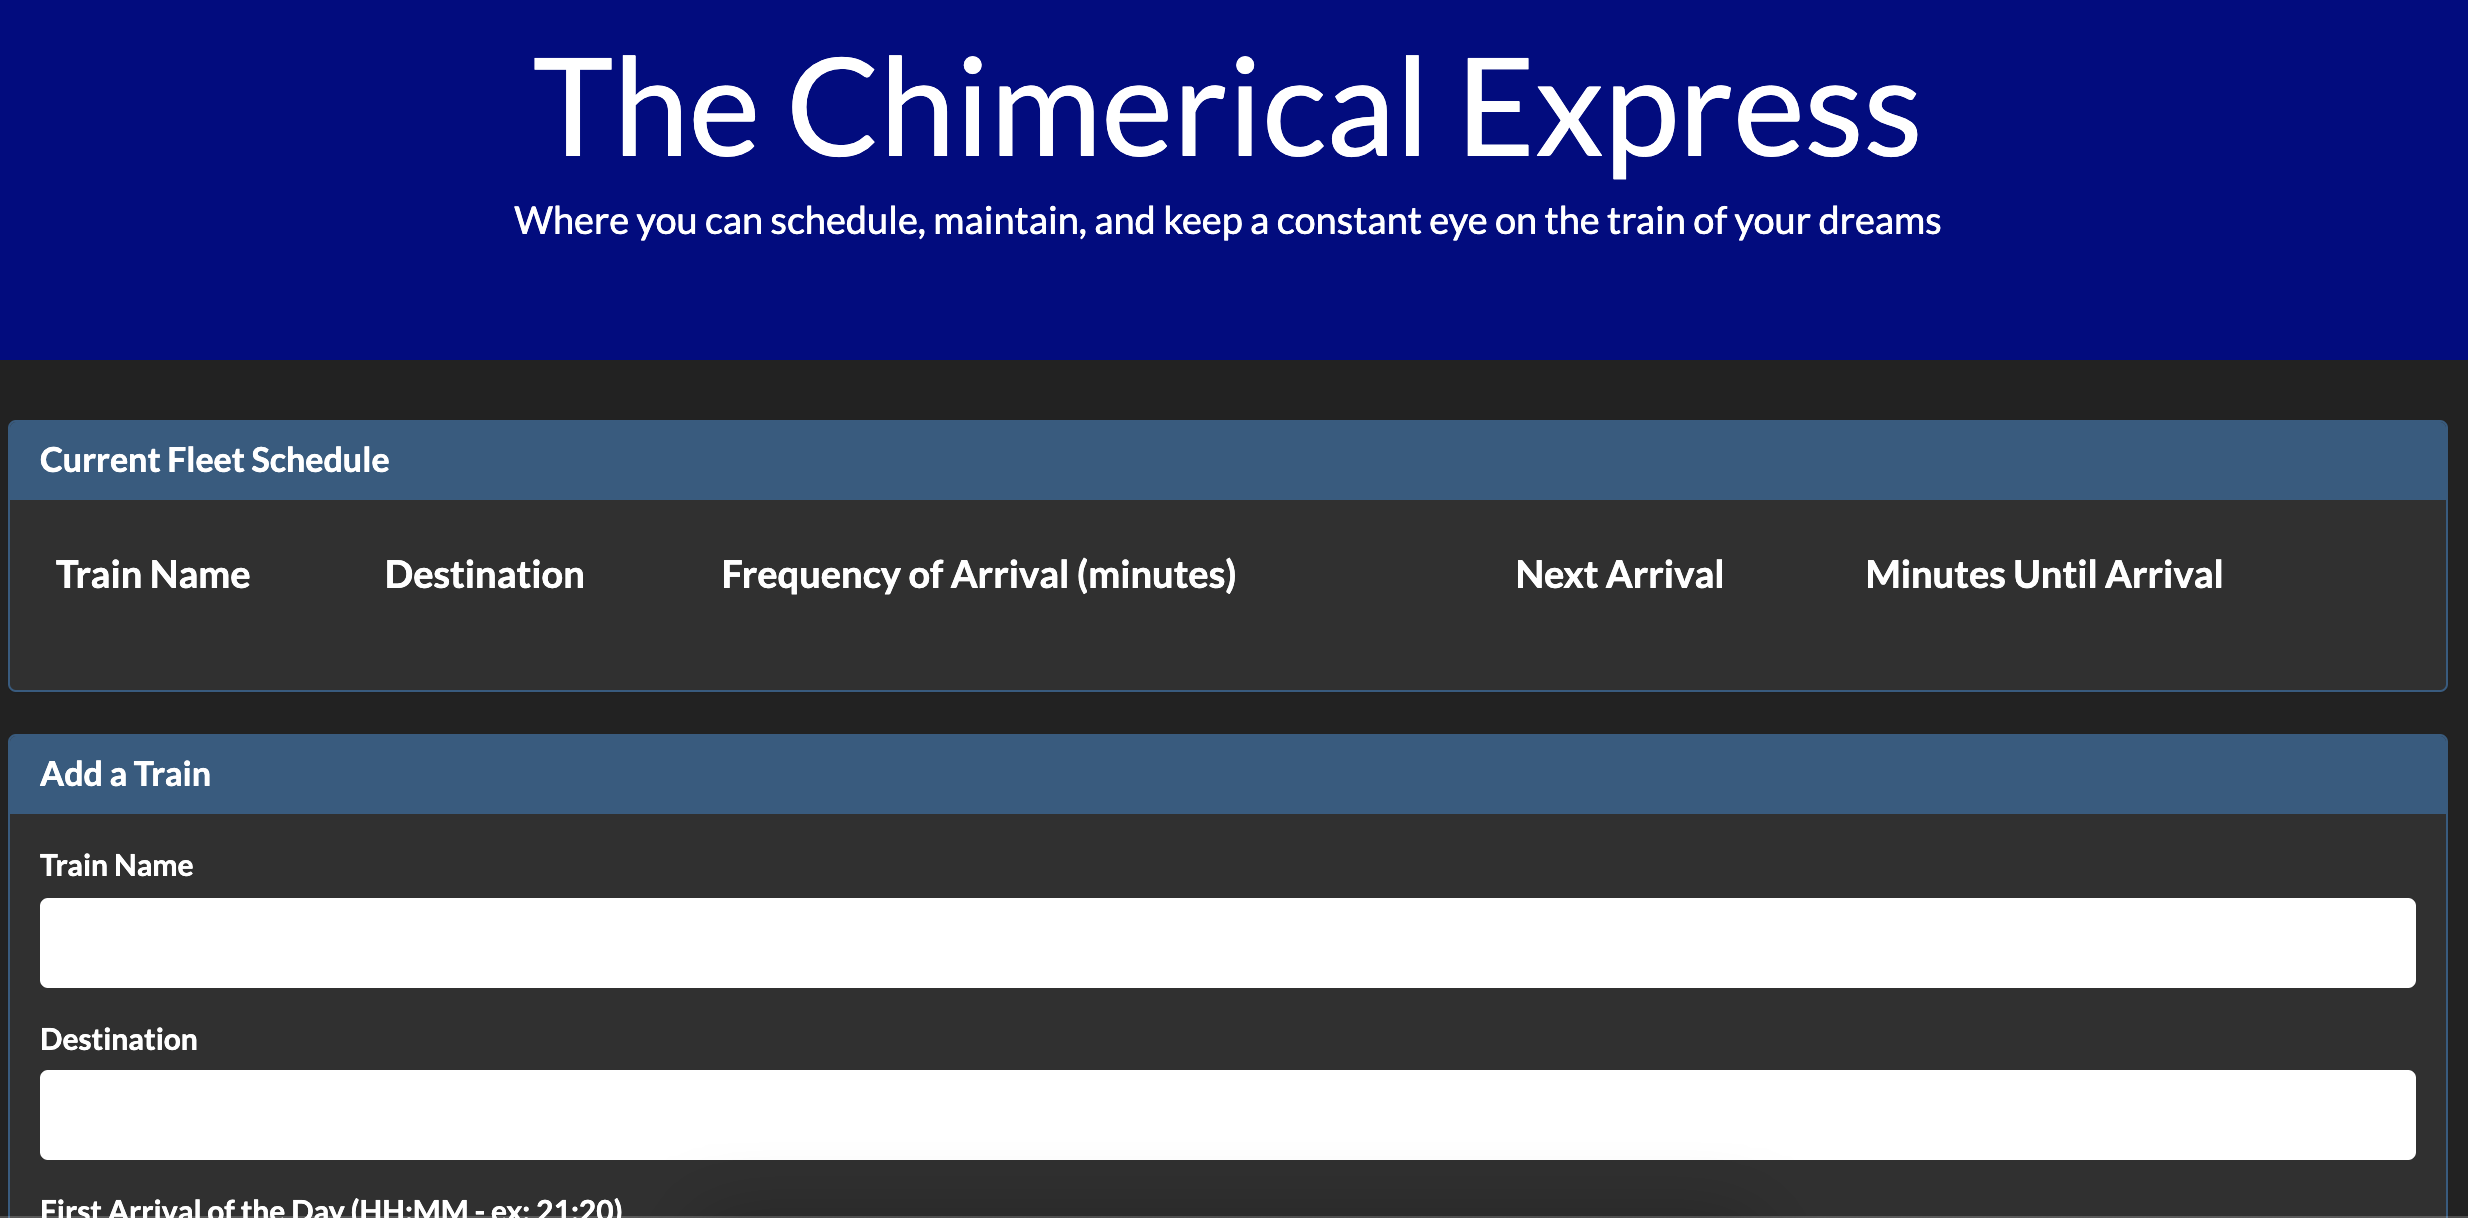 The Chimerical Express
Where you can schedule, maintain, and keep a constant eye on the train of your dreams
Current Fleet Schedule
Train Name Destination Frequency of Arrival (minutes) Next Arrival Minutes Until Arrival
Add a Train
Train Name
Destination
First Arrival of the Day (HH:MM - ex: 21:20)